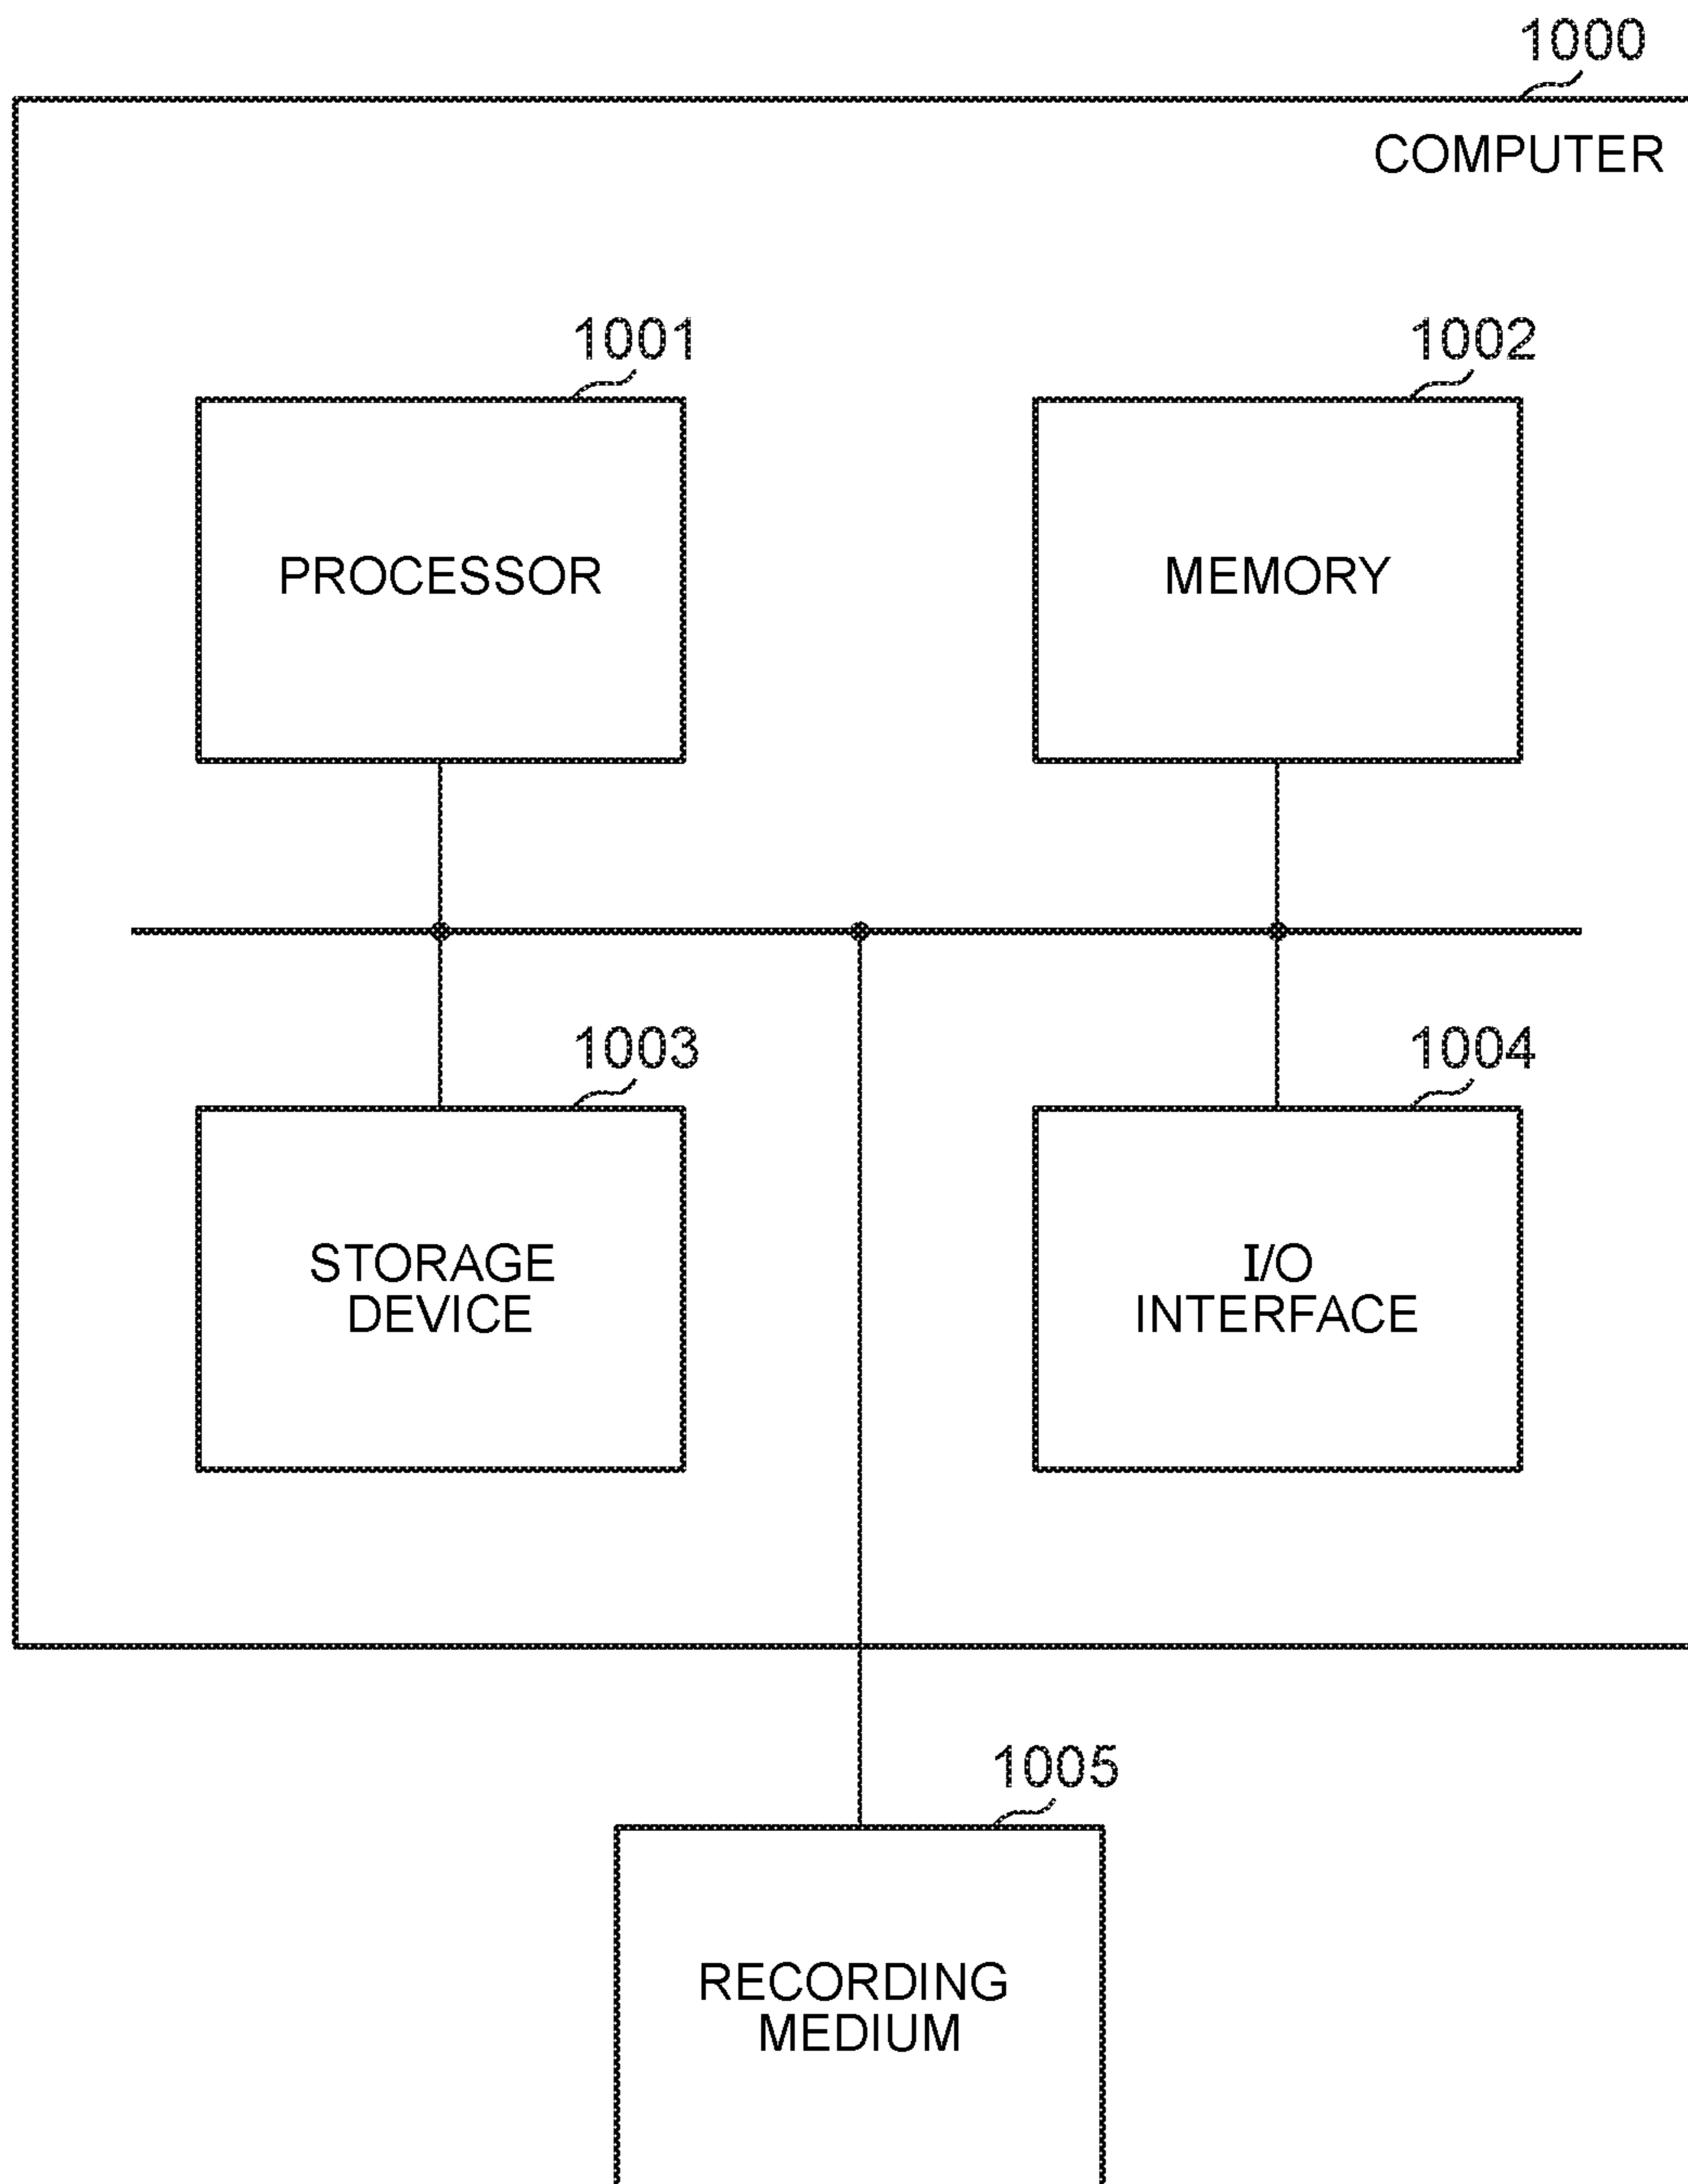 1000
COMPUTER
1001
1002
PROCESSOR
MEMORY
1003
1004
STORAGE
DEVICE
I/O
INTERFACE
1005
RECORDING
MEDIUM